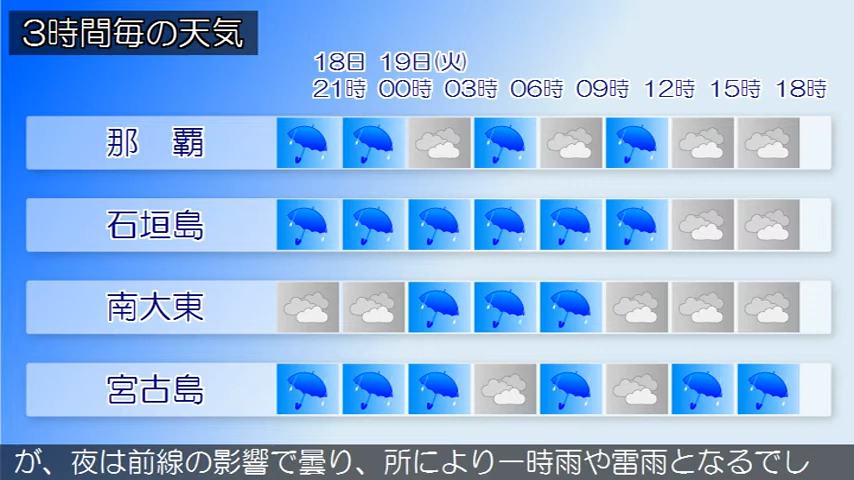 3時間毎の天気
18日 19日(火)
21時 00時 03時 06時 09時 12時 15時 18時
那 覇
石垣島
南大東
宮古島
が、夜は前線の影響で曇り、所により一時雨や雷雨となるでし